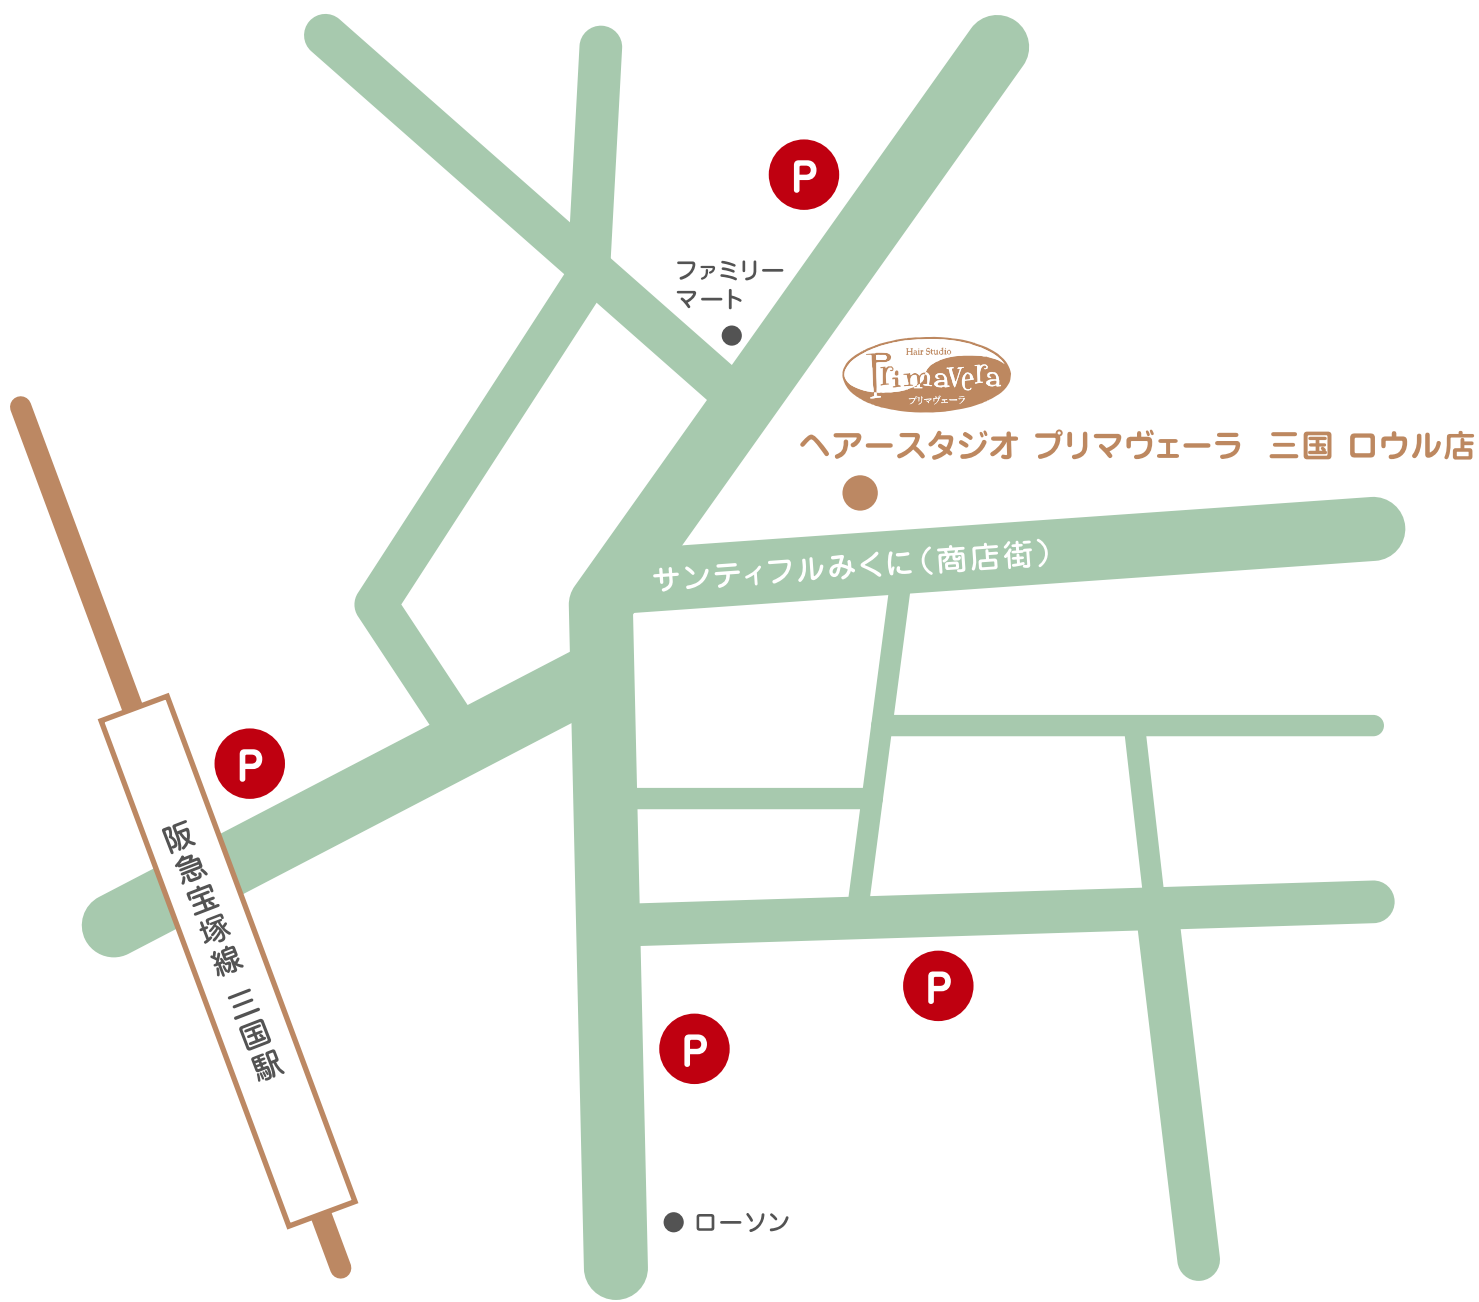 P
ファミリー
マート
Hair Studio
Primavera
プリマヴェーラ
ヘアースタジオ プリマヴェーラ 三国 ロウル店
サンティフルみくに(商店街)
P
阪急宝塚線 三国駅
P
P
ローソン